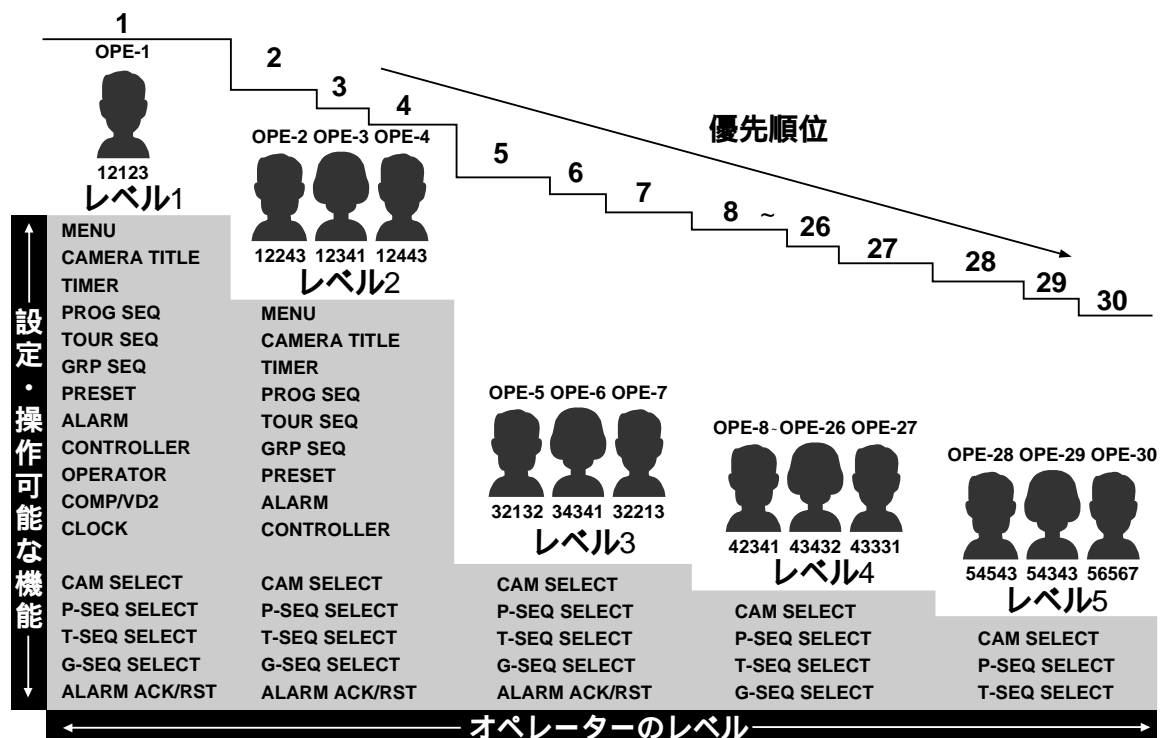 1
OPE-1
12123
レベル1
2
3
4
OPE-2 OPE-3 OPE-4
12243 12341 12443
レベル2
優先順位
5
6
7
8 ~
26
27
28
29
30
設定・操作可能な機能
MENU
CAMERA TITLE
TIMER
PROG SEQ
TOUR SEQ
GRP SEQ
PRESET
ALARM
CONTROLLER
OPERATOR
COMP/VD2
CLOCK
CAM SELECT
P-SEQ SELECT
T-SEQ SELECT
G-SEQ SELECT
ALARM ACK/RST
MENU
CAMERA TITLE
TIMER
PROG SEQ
TOUR SEQ
GRP SEQ
PRESET
ALARM
CONTROLLER
CAM SELECT
P-SEQ SELECT
T-SEQ SELECT
G-SEQ SELECT
ALARM ACK/RST
OPE-5 OPE-6 OPE-7
32132 34341 32213
レベル3
CAM SELECT
P-SEQ SELECT
T-SEQ SELECT
G-SEQ SELECT
ALARM ACK/RST
OPE-8~OPE-26 OPE-27
42341 43432 43331
レベル4
CAM SELECT
P-SEQ SELECT
T-SEQ SELECT
G-SEQ SELECT
OPE-28 OPE-29 OPE-30
54543 54343 56567
レベル5
CAM SELECT
P-SEQ SELECT
T-SEQ SELECT
オペレーターのレベル